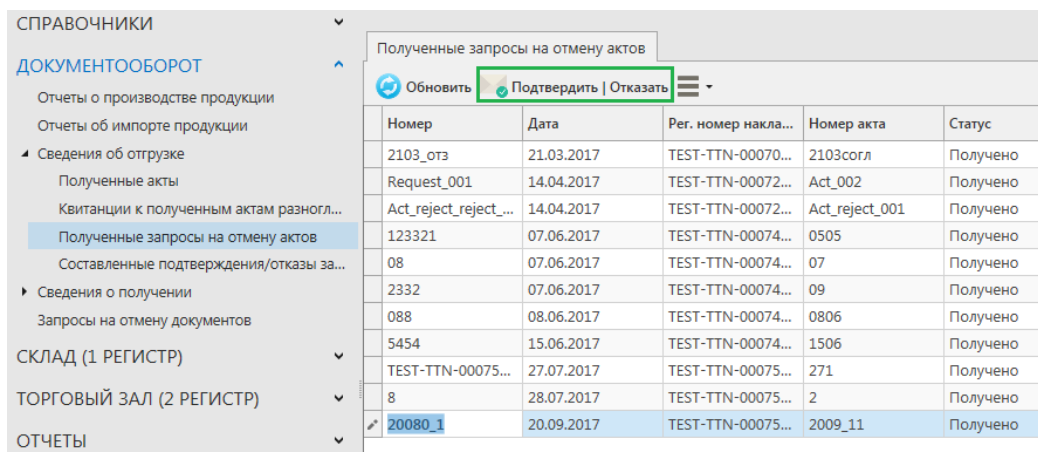 СПРАВОЧНИКИ
ДОКУМЕНТООБОРОТ
Отчеты о производстве продукции
Отчеты об импорте продукции
Сведения об отгрузке
Полученные акты
Квитанции к полученным актам разногл...
Полученные запросы на отмену актов
Составленные подтверждения/отказы за...
Сведения о получении
Запросы на отмену документов
СКЛАД (1 РЕГИСТР)
ТОРГОВЫЙ ЗАЛ (2 РЕГИСТР)
ОТЧЕТЫ
Полученные запросы на отмену актов
Обновить Подтвердить | Отказать
Номер Дата Рег. номер накла... Номер акта Статус
2103_отз 21.03.2017 TEST-TTN-00070... 2103согл Получено
Request_001 14.04.2017 TEST-TTN-00072... Act_002 Получено
Act_reject_reject_... 14.04.2017 TEST-TTN-00072... Act_reject_001 Получено
123321 07.06.2017 TEST-TTN-00074... 0505 Получено
08 07.06.2017 TEST-TTN-00074... 07 Получено
2332 07.06.2017 TEST-TTN-00074... 09 Получено
088 08.06.2017 TEST-TTN-00074... 0806 Получено
5454 15.06.2017 TEST-TTN-00074... 1506 Получено
TEST-TTN-00075... 27.07.2017 TEST-TTN-00075... 271 Получено
8 28.07.2017 TEST-TTN-00075... 2 Получено
20080_1 20.09.2017 TEST-TTN-00075... 2009_11 Получено